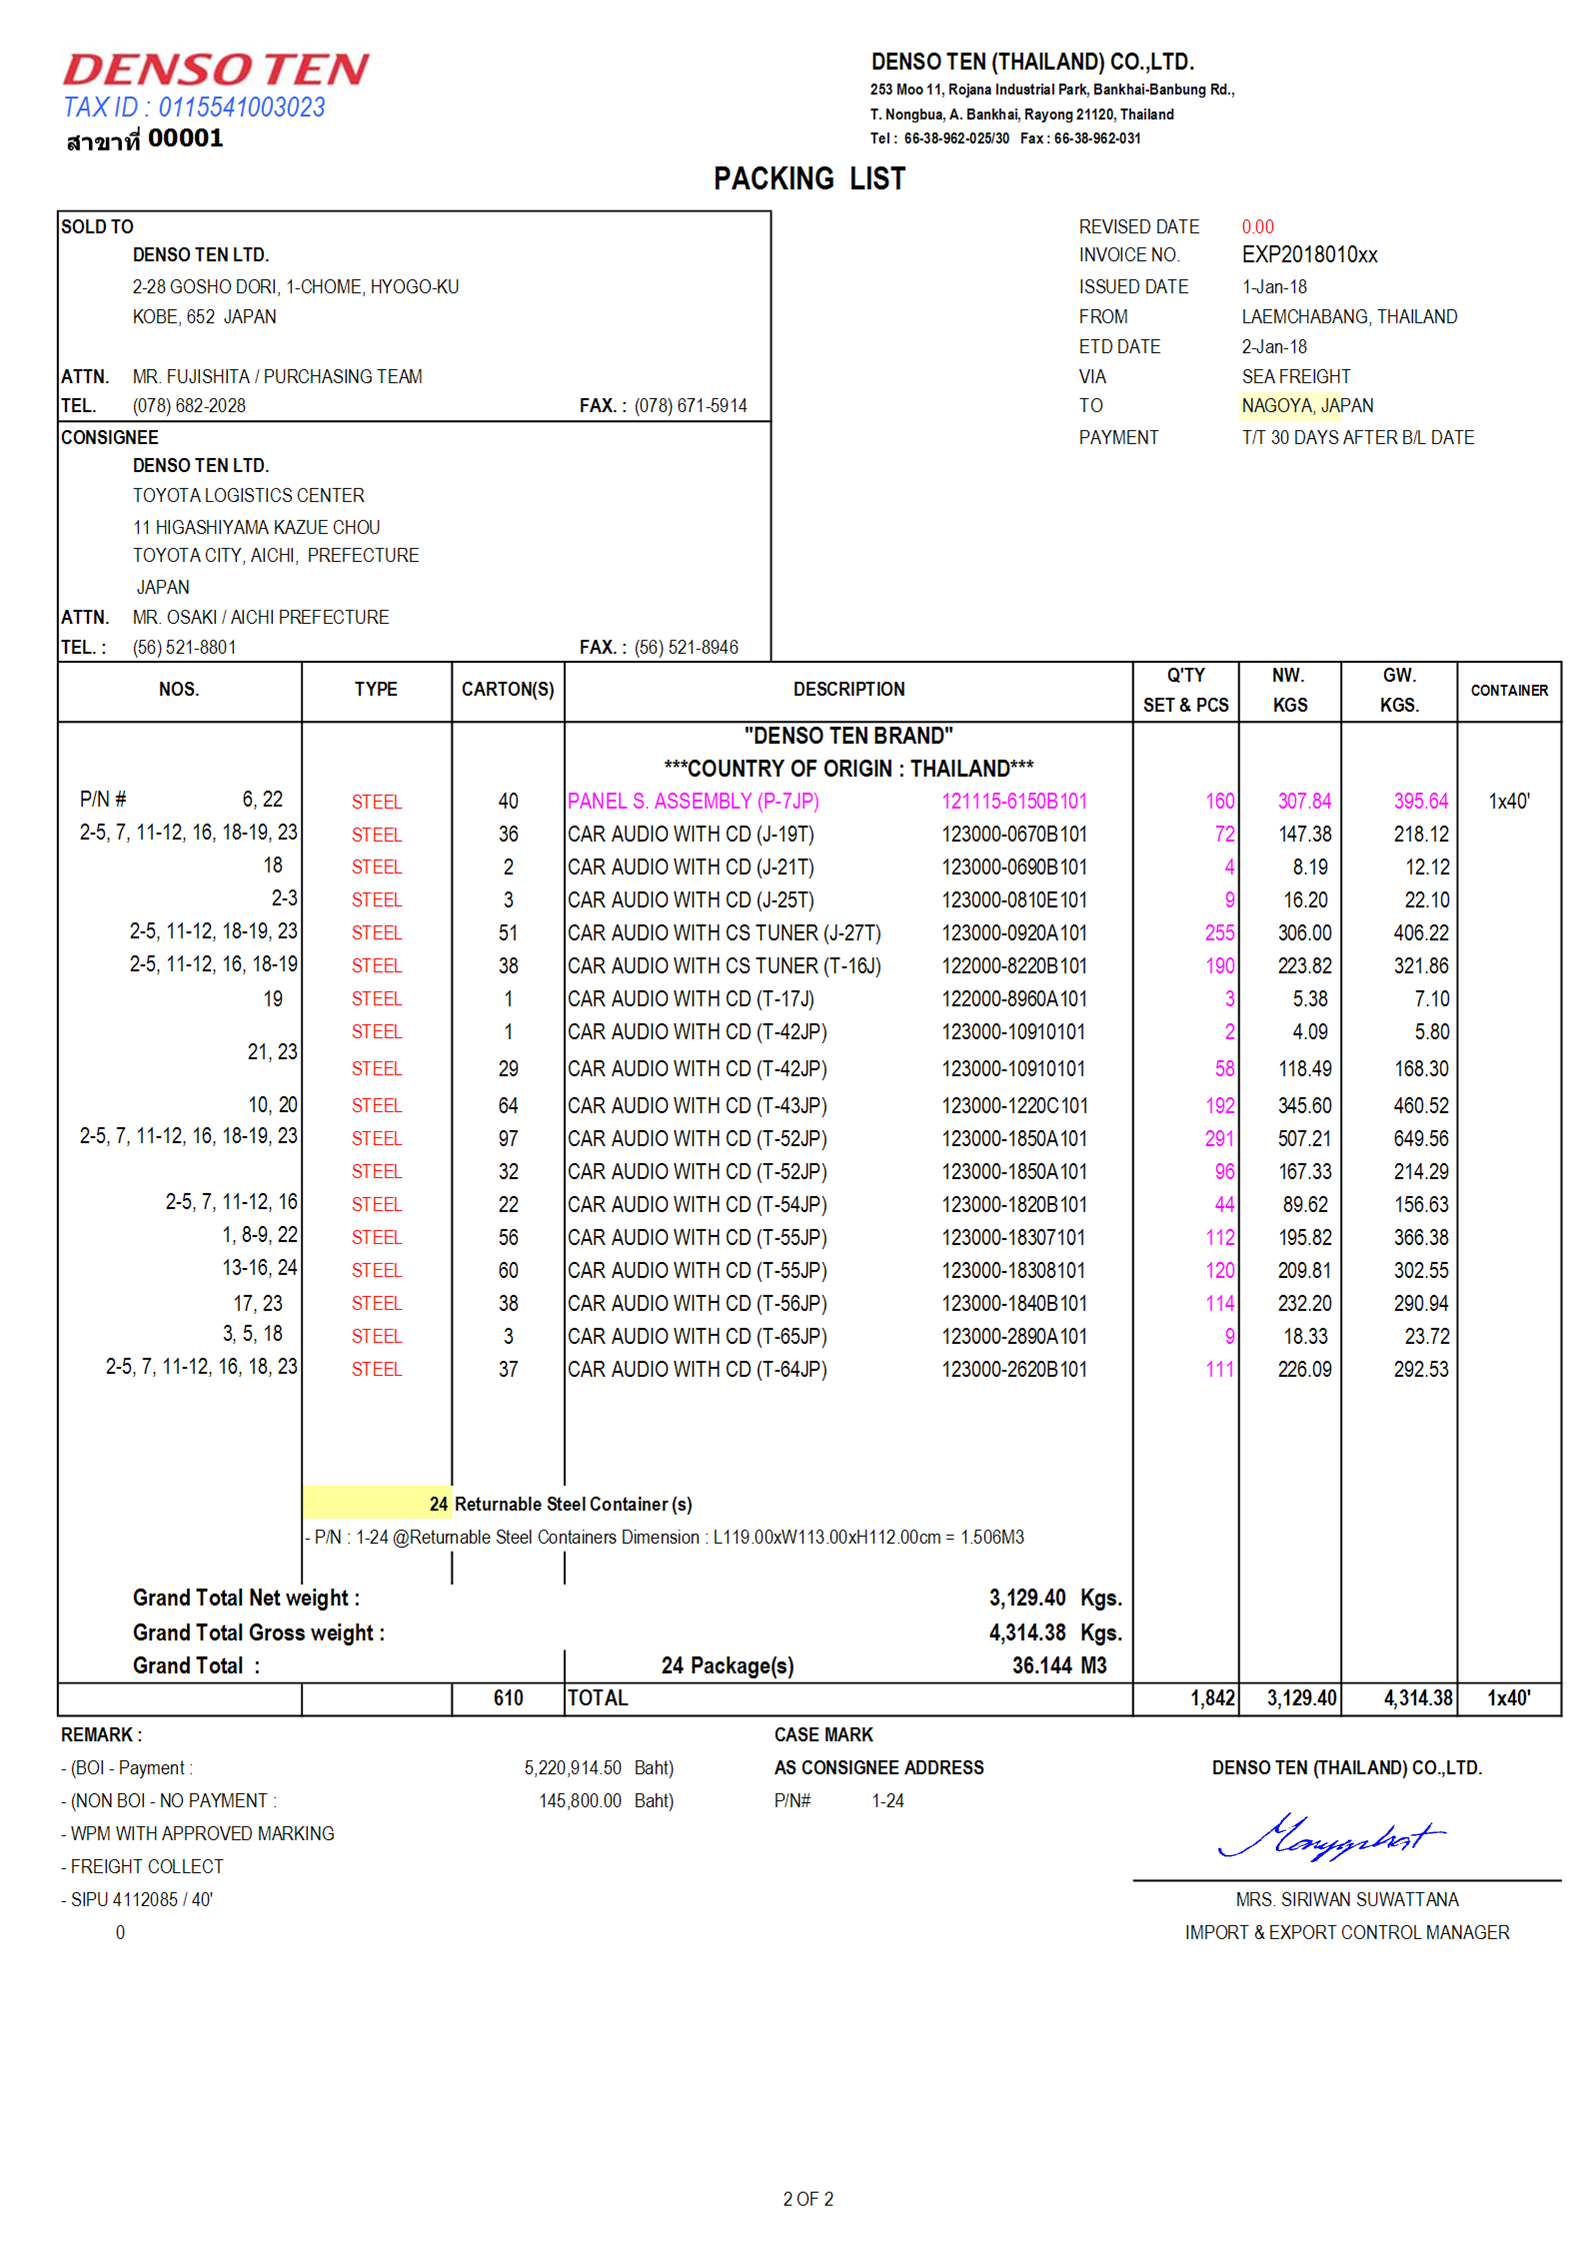 DENSO TEN
TAX ID : 0115541003023
สาขาที่ 00001
DENSO TEN (THAILAND) CO.,LTD.
253 Moo 11, Rojana Industrial Park, Bankhai-Banbung Rd.,
T. Nongbua, A. Bankhai, Rayong 21120, Thailand
Tel : 66-38-962-025/30 Fax : 66-38-962-031
PACKING LIST
SOLD TO
DENSO TEN LTD.
2-28 GOSHO DORI, 1-CHOME, HYOGO-KU
KOBE, 652 JAPAN
ATTN. MR. FUJISHITA / PURCHASING TEAM
TEL. (078) 682-2028 FAX. : (078) 671-5914
REVISED DATE 0.00
INVOICE NO. EXP2018010xx
ISSUED DATE 1-Jan-18
FROM LAEMCHABANG, THAILAND
ETD DATE 2-Jan-18
VIA SEA FREIGHT
TO NAGOYA, JAPAN
PAYMENT T/T 30 DAYS AFTER B/L DATE
CONSIGNEE
DENSO TEN LTD.
TOYOTA LOGISTICS CENTER
11 HIGASHIYAMA KAZUE CHOU
TOYOTA CITY, AICHI, PREFECTURE
JAPAN
ATTN. MR. OSAKI / AICHI PREFECTURE
TEL. : (56) 521-8801 FAX. : (56) 521-8946
NOS. TYPE CARTON(S) DESCRIPTION Q'TY SET & PCS NW. KGS GW. KGS. CONTAINER
"DENSO TEN BRAND"
***COUNTRY OF ORIGIN : THAILAND***
P/N # 6, 22 STEEL 40 PANEL S. ASSEMBLY (P-7JP) 121115-6150B101 160 307.84 395.64 1x40'
2-5, 7, 11-12, 16, 18-19, 23 STEEL 36 CAR AUDIO WITH CD (J-19T) 123000-0670B101 72 147.38 218.12
18 STEEL 2 CAR AUDIO WITH CD (J-21T) 123000-0690B101 4 8.19 12.12
2-3 STEEL 3 CAR AUDIO WITH CD (J-25T) 123000-0810E101 9 16.20 22.10
2-5, 11-12, 18-19, 23 STEEL 51 CAR AUDIO WITH CS TUNER (J-27T) 123000-0920A101 255 306.00 406.22
2-5, 11-12, 16, 18-19 STEEL 38 CAR AUDIO WITH CS TUNER (T-16J) 122000-8220B101 190 223.82 321.86
19 STEEL 1 CAR AUDIO WITH CD (T-17J) 122000-8960A101 3 5.38 7.10
STEEL 1 CAR AUDIO WITH CD (T-42JP) 123000-10910101 2 4.09 5.80
21, 23 STEEL 29 CAR AUDIO WITH CD (T-42JP) 123000-10910101 58 118.49 168.30
10, 20 STEEL 64 CAR AUDIO WITH CD (T-43JP) 123000-1220C101 192 345.60 460.52
2-5, 7, 11-12, 16, 18-19, 23 STEEL 97 CAR AUDIO WITH CD (T-52JP) 123000-1850A101 291 507.21 649.56
STEEL 32 CAR AUDIO WITH CD (T-52JP) 123000-1850A101 96 167.33 214.29
2-5, 7, 11-12, 16 STEEL 22 CAR AUDIO WITH CD (T-54JP) 123000-1820B101 44 89.62 156.63
1, 8-9, 22 STEEL 56 CAR AUDIO WITH CD (T-55JP) 123000-18307101 112 195.82 366.38
13-16, 24 STEEL 60 CAR AUDIO WITH CD (T-55JP) 123000-18308101 120 209.81 302.55
17, 23 STEEL 38 CAR AUDIO WITH CD (T-56JP) 123000-1840B101 114 232.20 290.94
3, 5, 18 STEEL 3 CAR AUDIO WITH CD (T-65JP) 123000-2890A101 9 18.33 23.72
2-5, 7, 11-12, 16, 18, 23 STEEL 37 CAR AUDIO WITH CD (T-64JP) 123000-2620B101 111 226.09 292.53
24 Returnable Steel Container (s)
- P/N : 1-24 @Returnable Steel Containers Dimension : L119.00xW113.00xH112.00cm = 1.506M3
Grand Total Net weight : 3,129.40 Kgs.
Grand Total Gross weight : 4,314.38 Kgs.
Grand Total : 24 Package(s) 36.144 M3
610 TOTAL 1,842 3,129.40 4,314.38 1x40'
REMARK : CASE MARK
- (BOI - Payment : 5,220,914.50 Baht) AS CONSIGNEE ADDRESS DENSO TEN (THAILAND) CO.,LTD.
- (NON BOI - NO PAYMENT : 145,800.00 Baht) P/N# 1-24
- WPM WITH APPROVED MARKING
- FREIGHT COLLECT
- SIPU 4112085 / 40' MRS. SIRIWAN SUWATTANA
0 IMPORT & EXPORT CONTROL MANAGER
2 OF 2